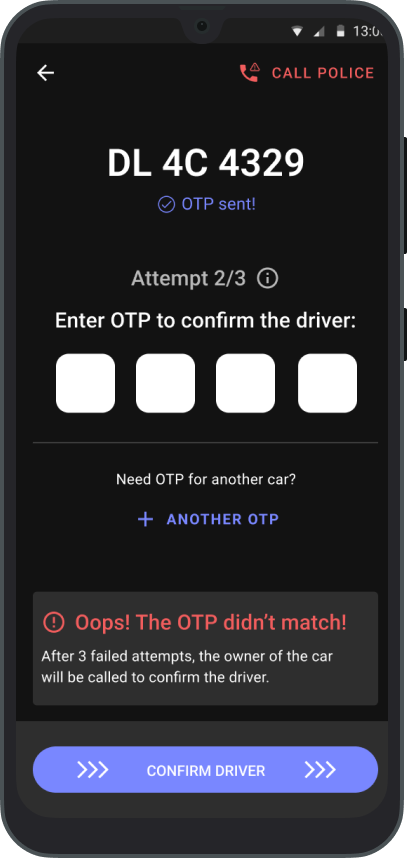 13:0
CALL POLICE
DL 4C 4329
OTP sent!
Attempt 2/3
Enter OTP to confirm the driver:
Need OTP for another car?
+ ANOTHER OTP
Oops! The OTP didn’t match!
After 3 failed attempts, the owner of the car
will be called to confirm the driver.
CONFIRM DRIVER